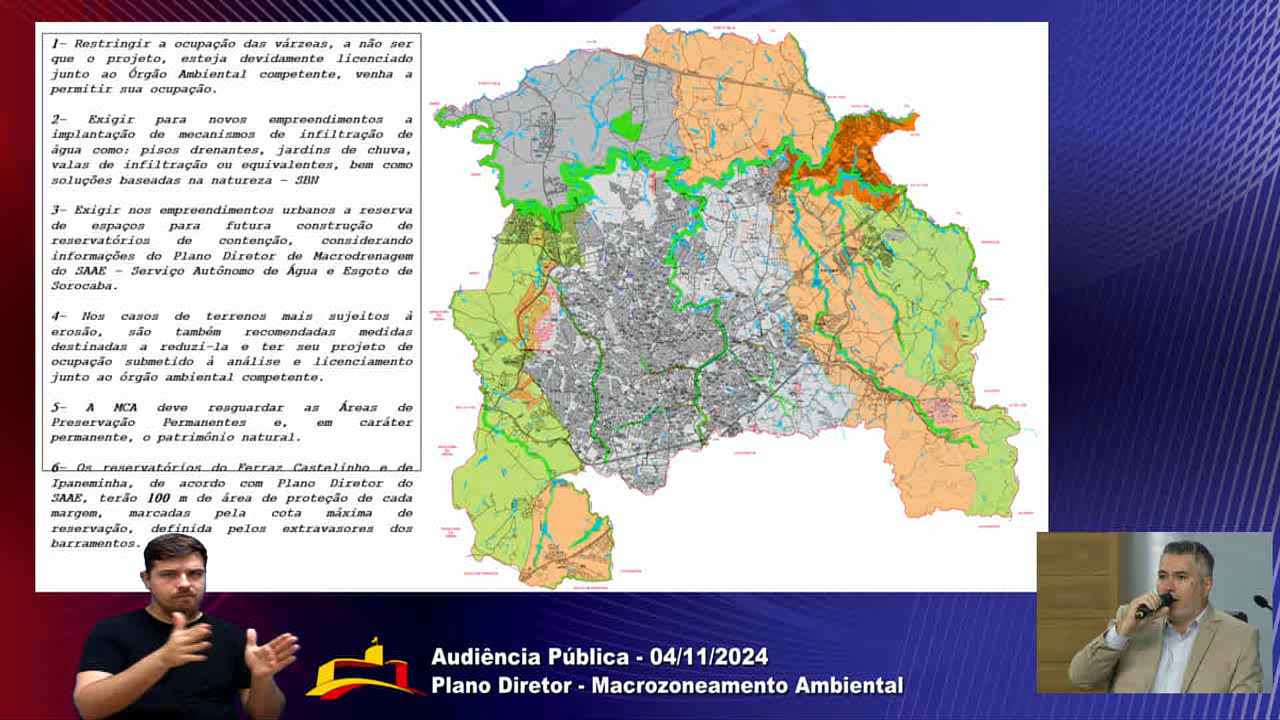 1- Restringir a ocupação das várzeas, a não ser
que o projeto, esteja devidamente licenciado
junto ao Órgão Ambiental competente, venha a
permitir sua ocupação.
2- Exigir para novos empreendimentos a
implantação de mecanismos de infiltração de
água como: pisos drenantes, jardins de chuva,
valas de infiltração ou equivalentes, bem como
soluções baseadas na natureza - SBN
3- Exigir nos empreendimentos urbanos a reserva
de espaços para futura construção de
reservatórios de contenção, considerando
informações do Plano Diretor de Macrodrenagem
do SAAE - Serviço Autônomo de Água e Esgoto de
Sorocaba.
4- Nos casos de terrenos mais sujeitos à
erosão, são também recomendadas medidas
destinadas a reduzi-la e ter seu projeto de
ocupação submetido à análise e licenciamento
junto ao órgão ambiental competente.
5- A MCA deve resguardar as Áreas de
Preservação Permanentes e, em caráter
permanente, o patrimônio natural.
6- Os reservatórios do Ferraz Castelinho e de
Ipaneminha, de acordo com Plano Diretor do
SAAE, terão 100 m de área de proteção de cada
margem, marcadas pela cota máxima de
reservação, definida pelos extravasores dos
barramentos.
Audiência Pública - 04/11/2024
Plano Diretor - Macrozoneamento Ambiental